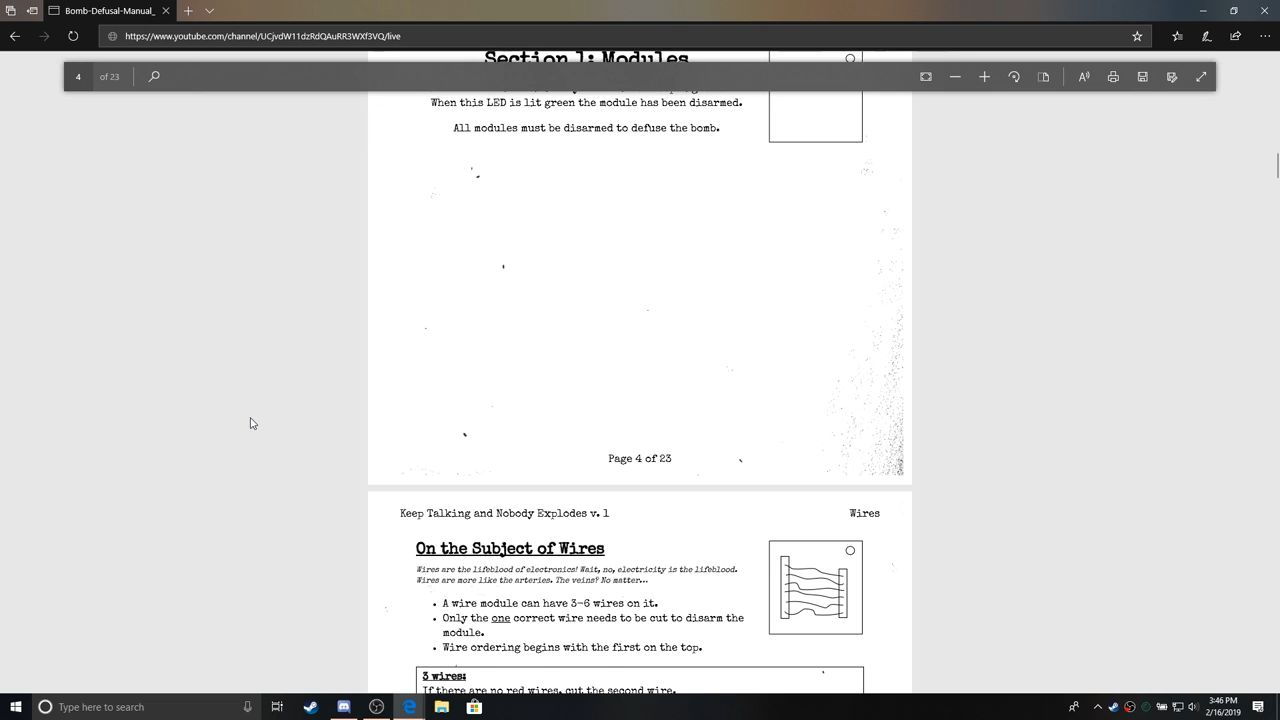 Bomb-Defusal-Manual_
https://www.youtube.com/channel/UCjvdW11dzRdQAuRR3WXf3VQ/live
4 of 23
Section 1: Modules
When this LED is lit green the module has been disarmed.
All modules must be disarmed to defuse the bomb.
Page 4 of 23
Keep Talking and Nobody Explodes v. 1
Wires
On the Subject of Wires
Wires are the lifeblood of electronics! Wait, no, electricity is the lifeblood.
Wires are more like the arteries. The veins? No matter...
• A wire module can have 3-6 wires on it.
• Only the one correct wire needs to be cut to disarm the
module.
• Wire ordering begins with the first on the top.
3 wires:
If there are no red wires, cut the second wire.
Type here to search
3:46 PM
2/16/2019